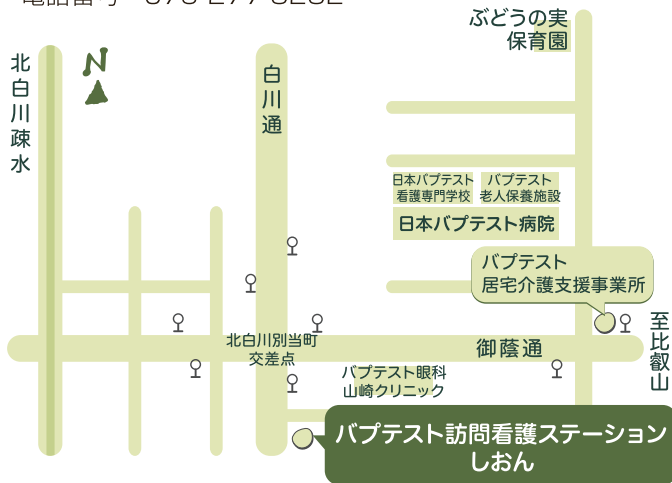 ぶどうの実
保育園
北白川疎水
N
白川通
日本バプテスト
看護専門学校
バプテスト
老人保養施設
日本バプテスト病院
バプテスト
居宅介護支援事業所
北白川別当町
交差点
御蔭通
至比叡山
バプテスト眼科
山崎クリニック
バプテスト訪問看護ステーション
しおん